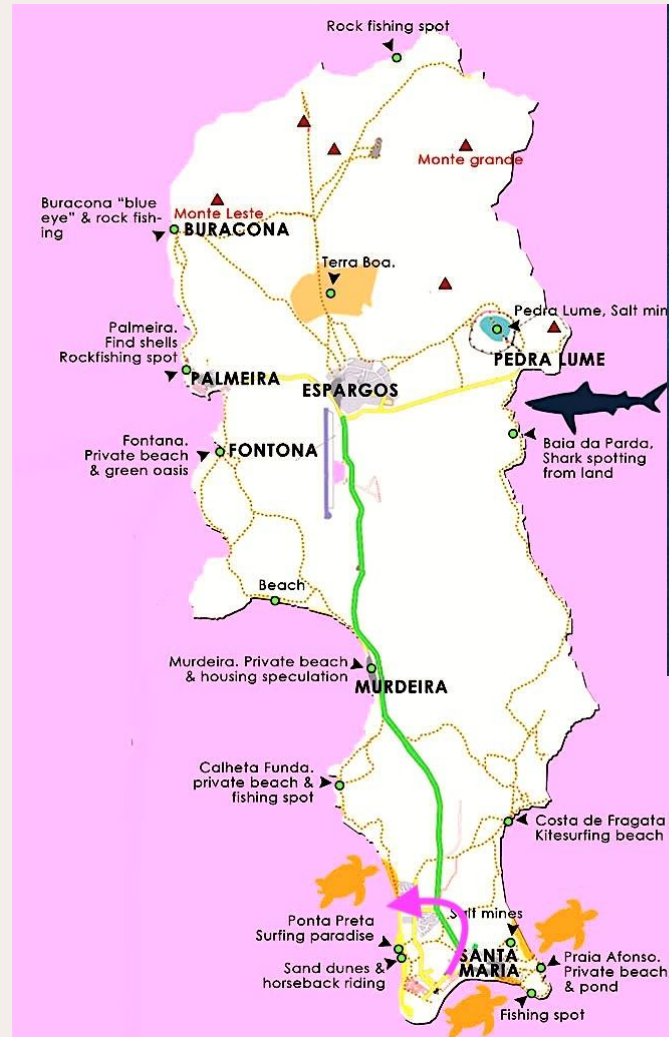 Rock fishing spot
Monte grande
Buracona “blue
eye” & rock fish-
ing
Monte Leste
BURACONA
Terra Boa.
Pedra Lume, Salt min
PEDRA LUME
Palmeira.
Find shells
Rockfishing spot
PALMEIRA
ESPARGOS
Fontana.
Private beach
& green oasis
FONTONA
Baia da Parda,
Shark spotting
from land
Beach
Murdeira. Private beach
& housing speculation
MURDEIRA
Calheta Funda.
private beach &
fishing spot
Costa de Fragata
Kitesurfing beach
Ponta Preta
Surfing paradise
Salt mines
Sand dunes &
horseback riding
SANTA
MARIA
Praia Afonso.
Private beach
& pond
Fishing spot